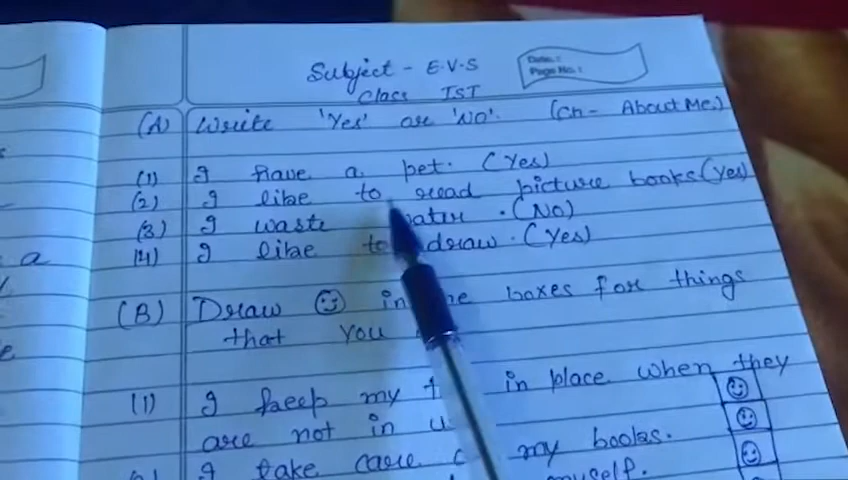 Subject - E.V.S
Date.:
Page No.:
Class IST
(A) Write 'Yes' or 'No'. (Ch- About Me.)
(1) I have a pet. (Yes)
(2) I like to read picture books (Yes)
(3) I waste water. (No)
(4) I like to draw. (Yes)
(B) Draw ☺ in the boxes for things
that you
(1) I keep my in place when they
are not in
I take care my books.
myself.
a